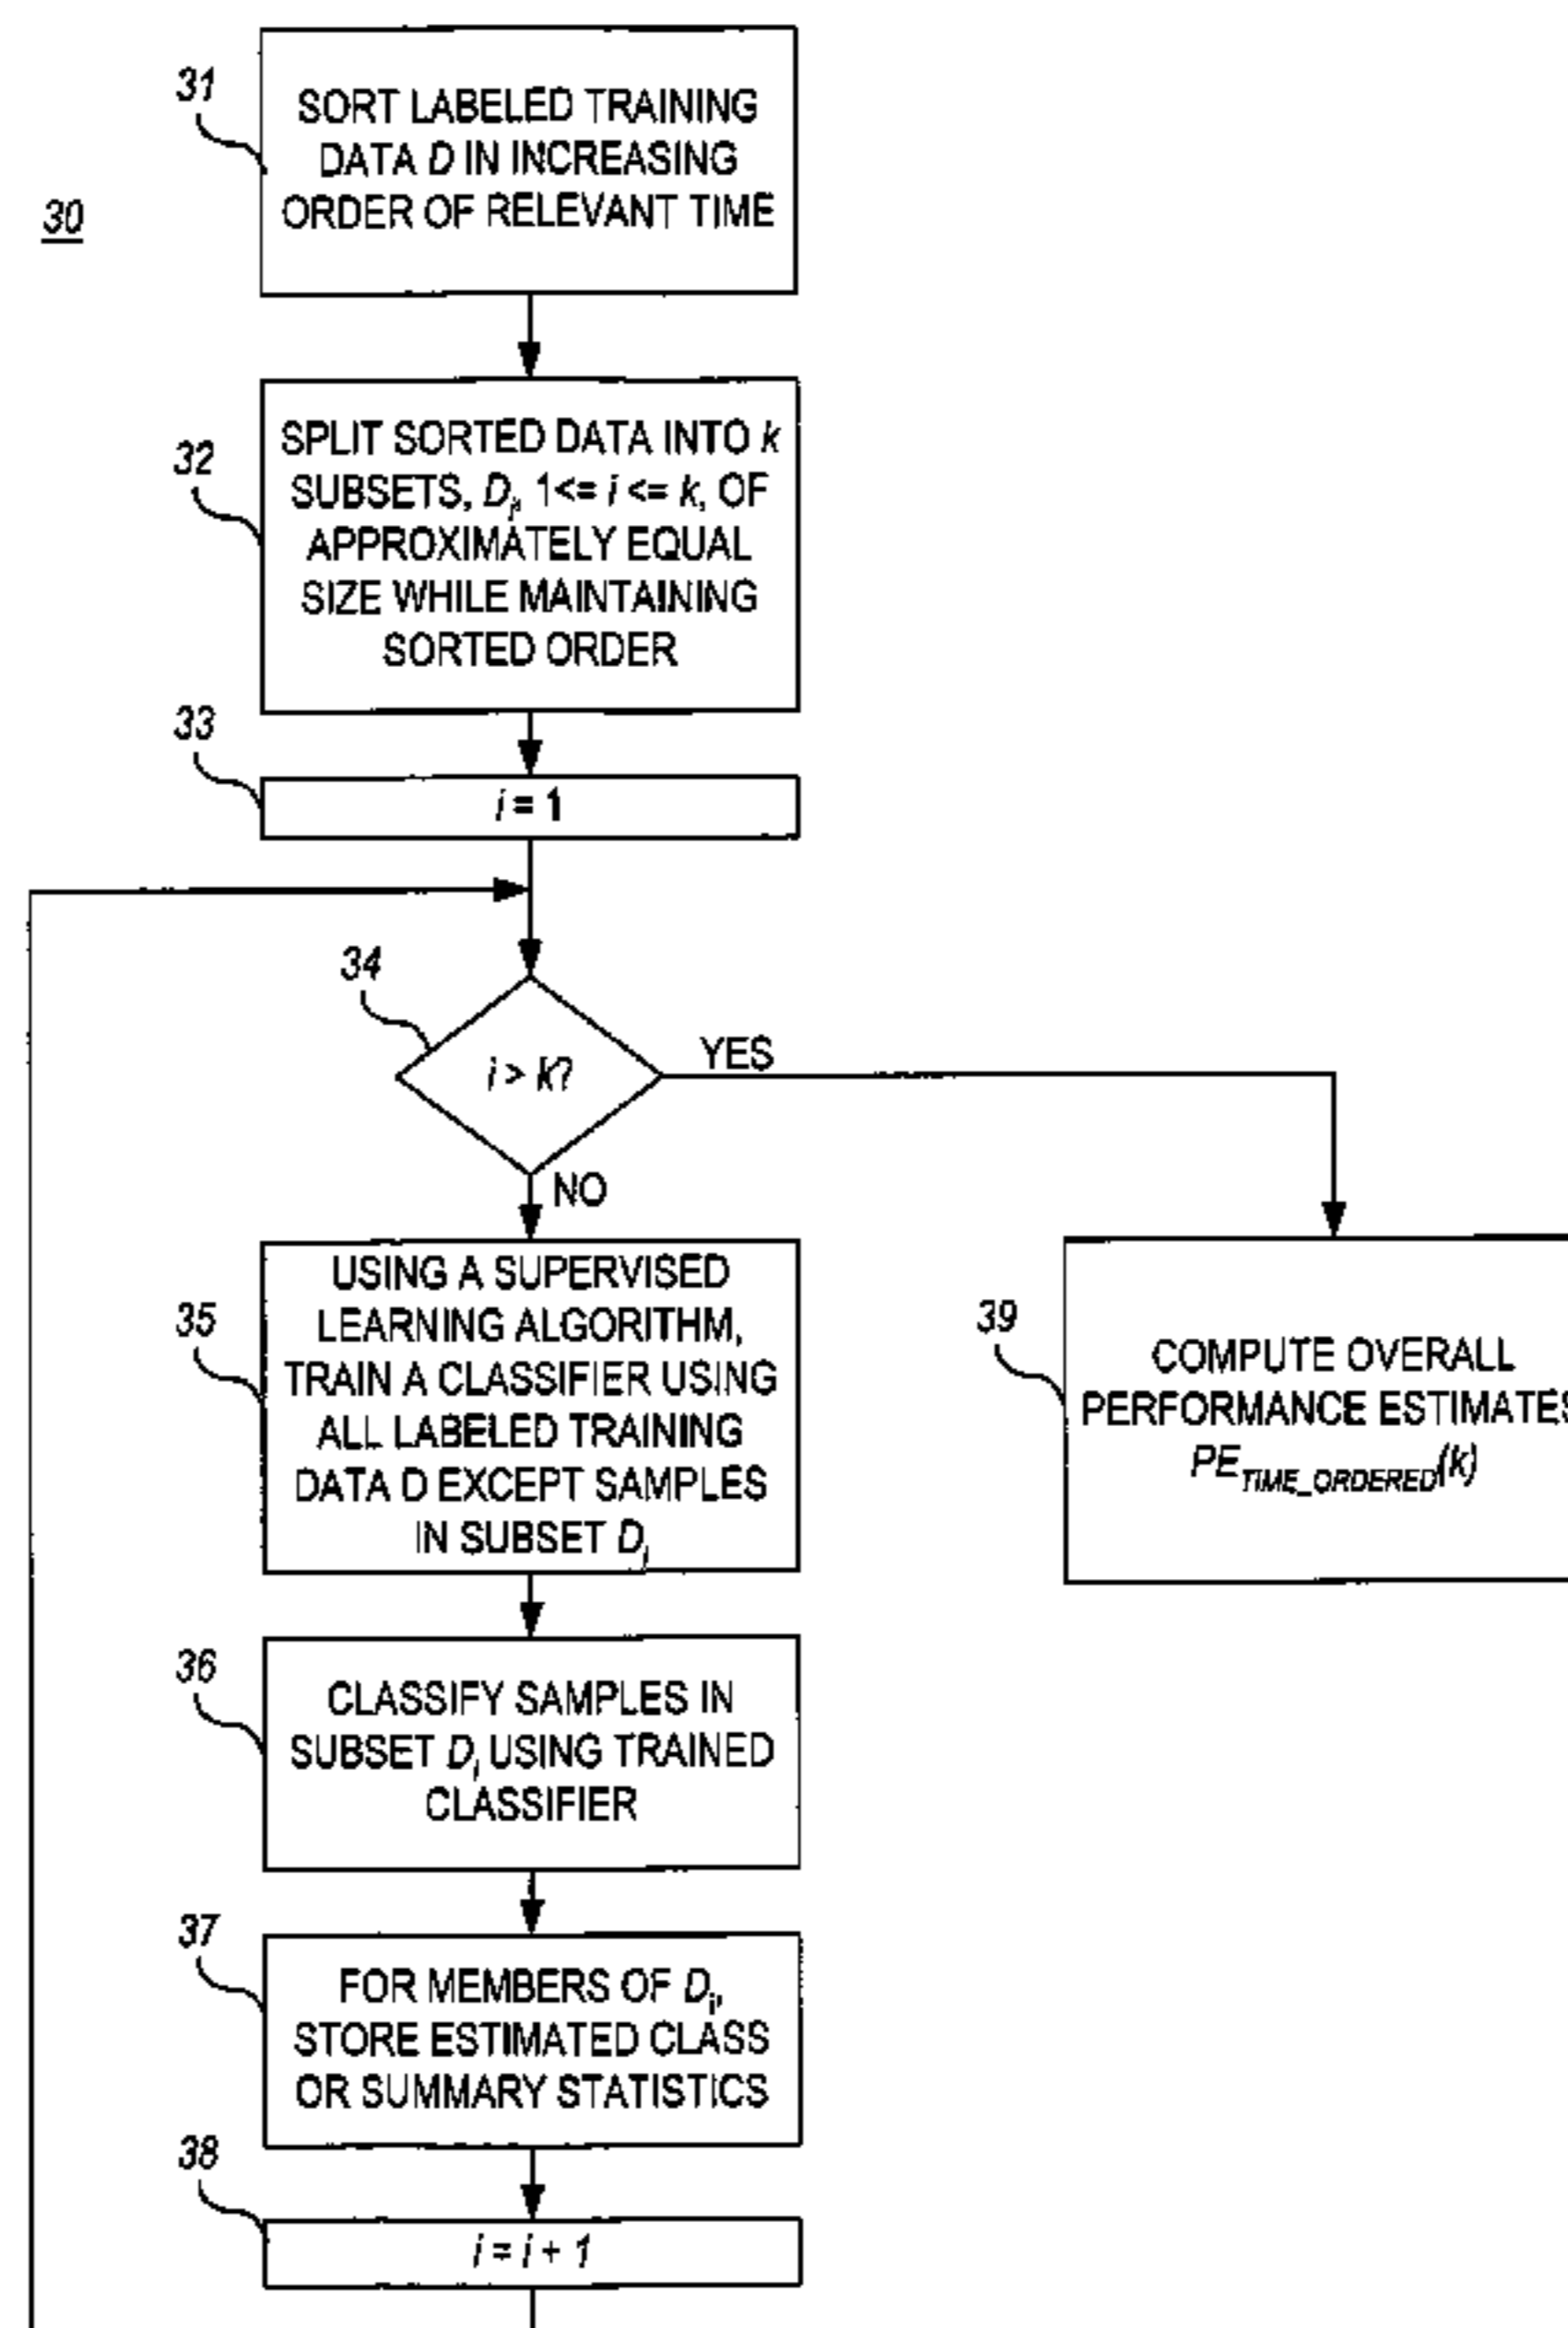 30
31
SORT LABELED TRAINING
DATA D IN INCREASING
ORDER OF RELEVANT TIME
32
SPLIT SORTED DATA INTO k
SUBSETS, Di, 1<= i <= k, OF
APPROXIMATELY EQUAL
SIZE WHILE MAINTAINING
SORTED ORDER
33
i = 1
34
i > k?
YES
NO
35
USING A SUPERVISED
LEARNING ALGORITHM,
TRAIN A CLASSIFIER USING
ALL LABELED TRAINING
DATA D EXCEPT SAMPLES
IN SUBSET Di
39
COMPUTE OVERALL
PERFORMANCE ESTIMATES
PETIME_ORDERED(k)
36
CLASSIFY SAMPLES IN
SUBSET Di USING TRAINED
CLASSIFIER
37
FOR MEMBERS OF Di,
STORE ESTIMATED CLASS
OR SUMMARY STATISTICS
38
i = i + 1